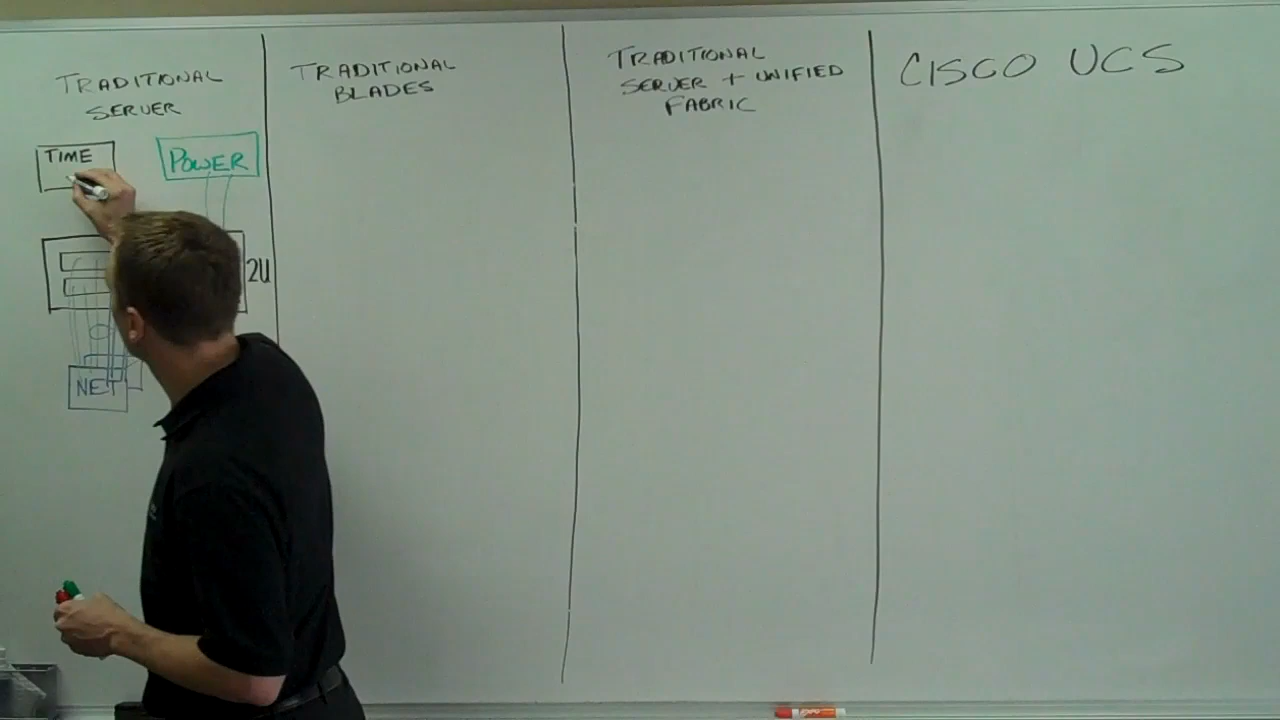 TRADITIONAL
SERVER
TRADITIONAL
BLADES
TRADITIONAL
SERVER + UNIFIED
FABRIC
CISCO UCS
TIME
POWER
2U
NET